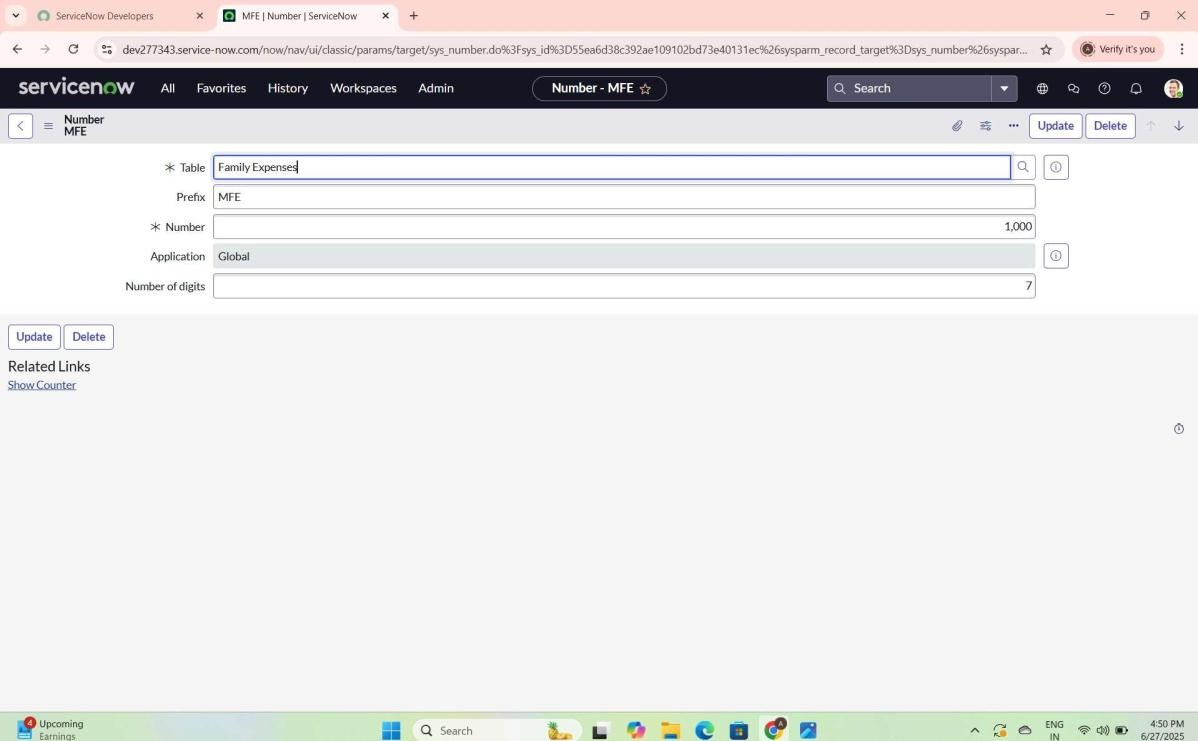 ServiceNow Developers
MFE | Number | ServiceNow
dev277343.service-now.com/now/nav/ui/classic/params/target/sys_number.do%3Fsys_id%3D55ea6d38c392ae109102bd73e40131ec%26sysparm_record_target%3Dsys_number%26syspar...
Verify it's you
servicenow All Favorites History Workspaces Admin
Number - MFE
Search
Number
MFE
Update Delete
Table Family Expenses
Prefix MFE
Number 1,000
Application Global
Number of digits 7
Update Delete
Related Links
Show Counter
4
Upcoming
Earnings
Search
A
ENG
IN
4:50 PM
6/27/2025